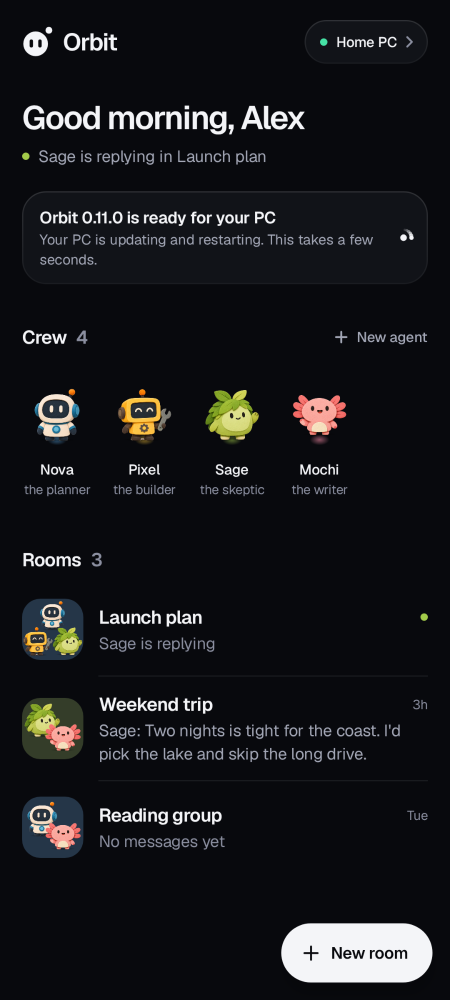 Orbit
Home PC
Good morning, Alex
Sage is replying in Launch plan
Orbit 0.11.0 is ready for your PC
Your PC is updating and restarting. This takes a few
seconds.
Crew 4
New agent
Nova
the planner
Pixel
the builder
Sage
the skeptic
Mochi
the writer
Rooms 3
Launch plan
Sage is replying
Weekend trip
3h
Sage: Two nights is tight for the coast. I'd
pick the lake and skip the long drive.
Reading group
Tue
No messages yet
New room